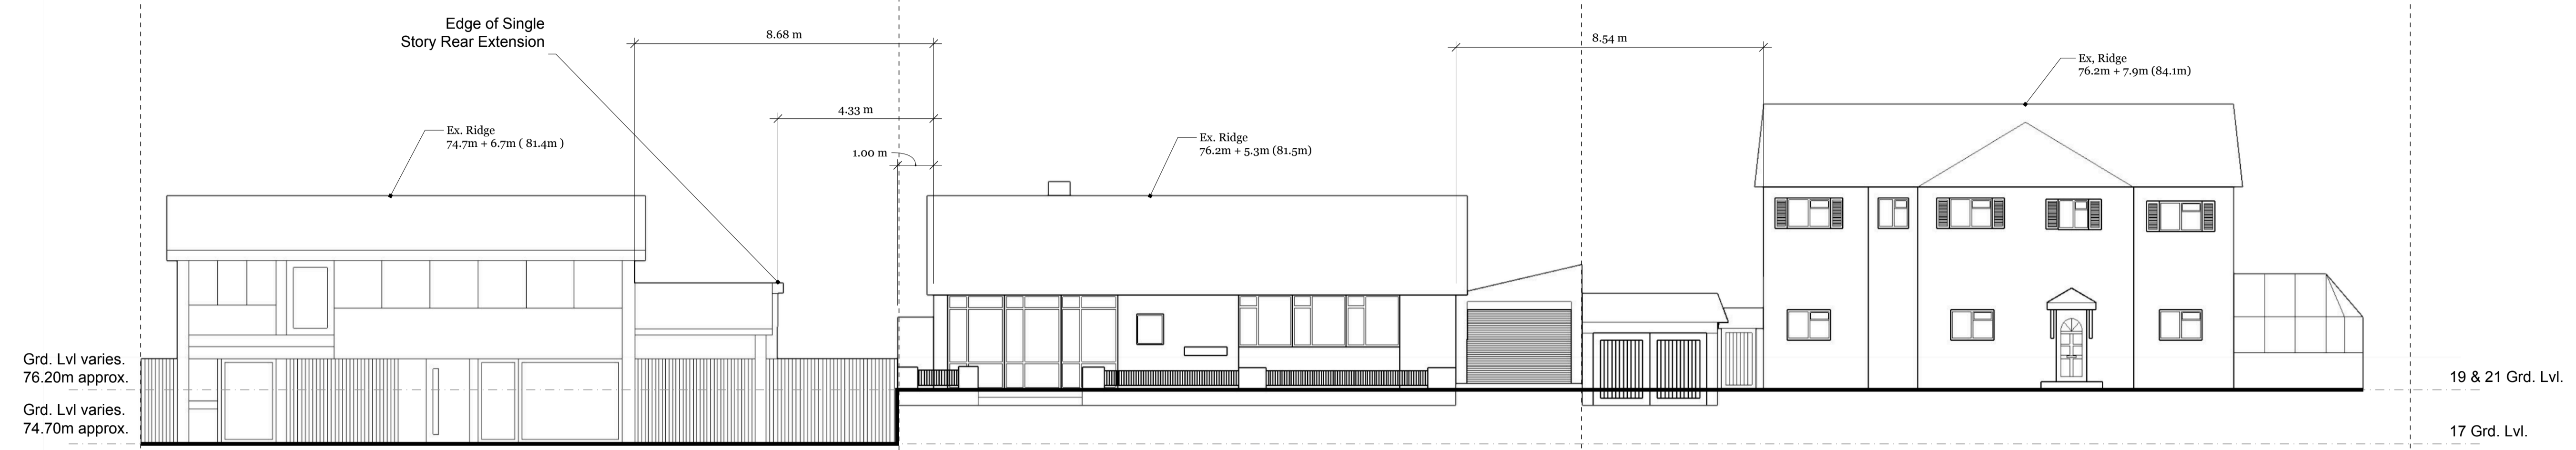 Edge of Single
Story Rear Extension
8.68 m
8.54 m
Ex, Ridge
76.2m + 7.9m (84.1m)
4.33 m
Ex. Ridge
74.7m + 6.7m ( 81.4m )
1.00 m
Ex. Ridge
76.2m + 5.3m (81.5m)
Grd. Lvl varies.
76.20m approx.
19 & 21 Grd. Lvl.
Grd. Lvl varies.
74.70m approx.
17 Grd. Lvl.